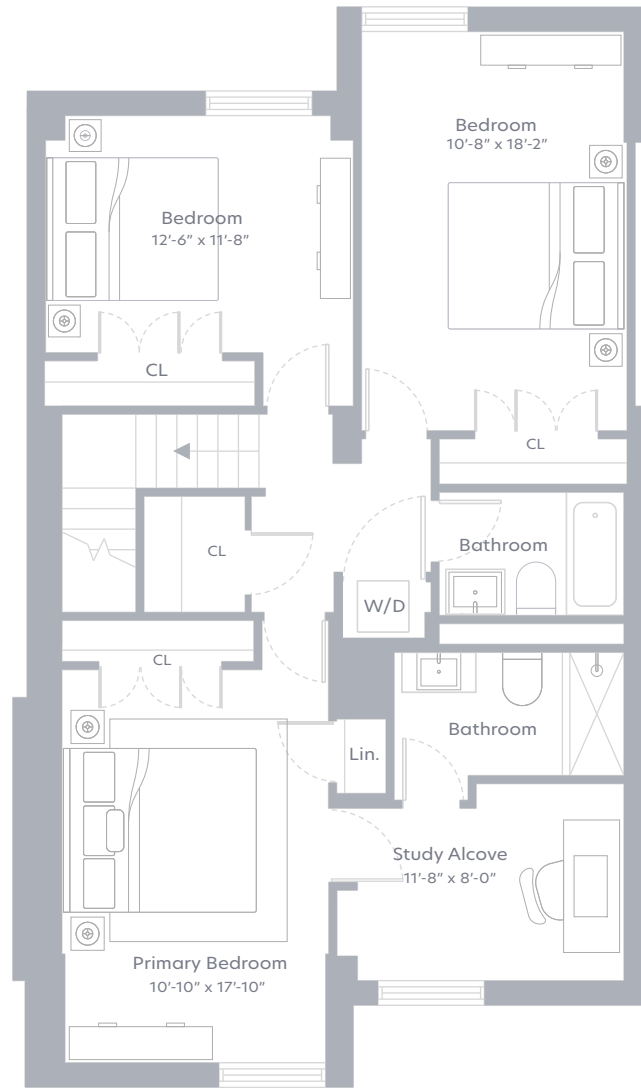 Bedroom
10'-8" x 18'-2"
Bedroom
12'-6" x 11'-8"
CL
CL
CL
Bathroom
W/D
CL
Bathroom
Lin.
Study Alcove
11'-8" x 8'-0"
Primary Bedroom
10'-10" x 17'-10"